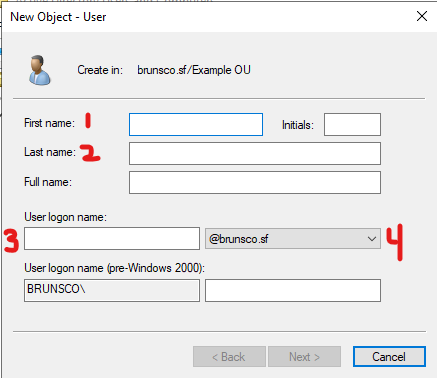 New Object - User
Create in: brunsco.sf/Example OU
First name: 1 Initials:
Last name: 2
Full name:
User logon name:
3 @brunsco.sf 4
User logon name (pre-Windows 2000):
BRUNSCO\
< Back Next > Cancel